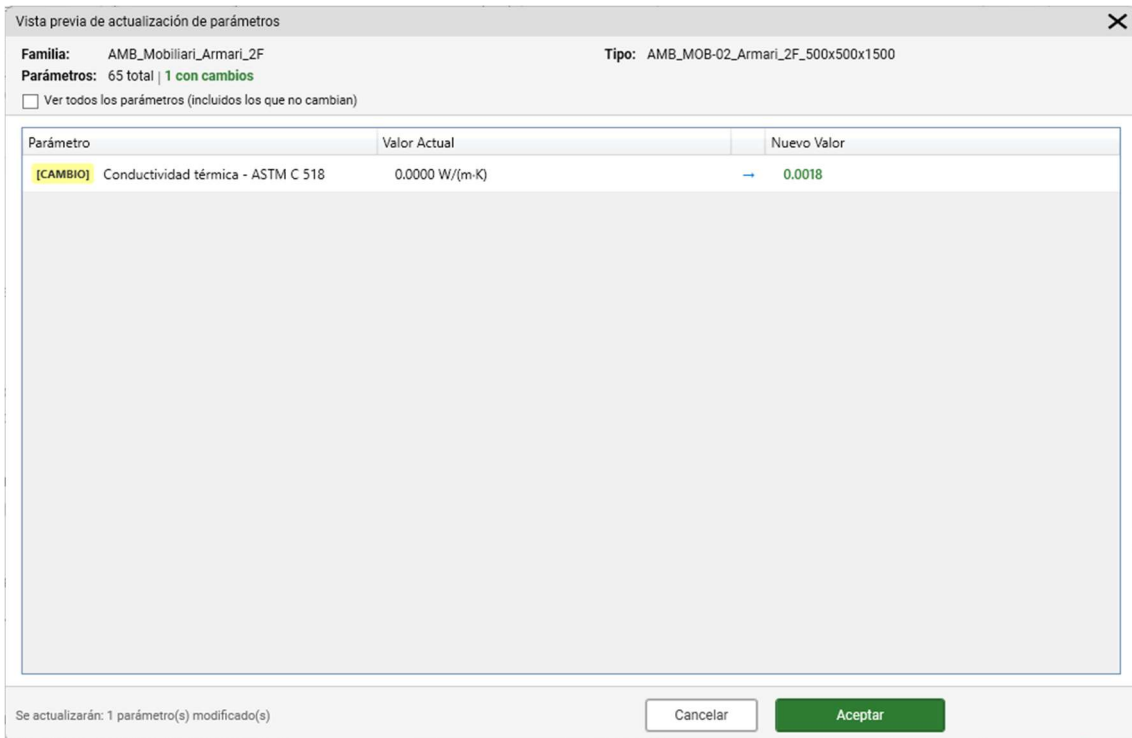 Vista previa de actualización de parámetros
Familia: AMB_Mobiliari_Armari_2F Tipo: AMB_MOB-02_Armari_2F_500x500x1500
Parámetros: 65 total | 1 con cambios
Ver todos los parámetros (incluidos los que no cambian)
Parámetro Valor Actual Nuevo Valor
[CAMBIO] Conductividad térmica - ASTM C 518 0.0000 W/(m·K) → 0.0018
Se actualizarán: 1 parámetro(s) modificado(s) Cancelar Aceptar